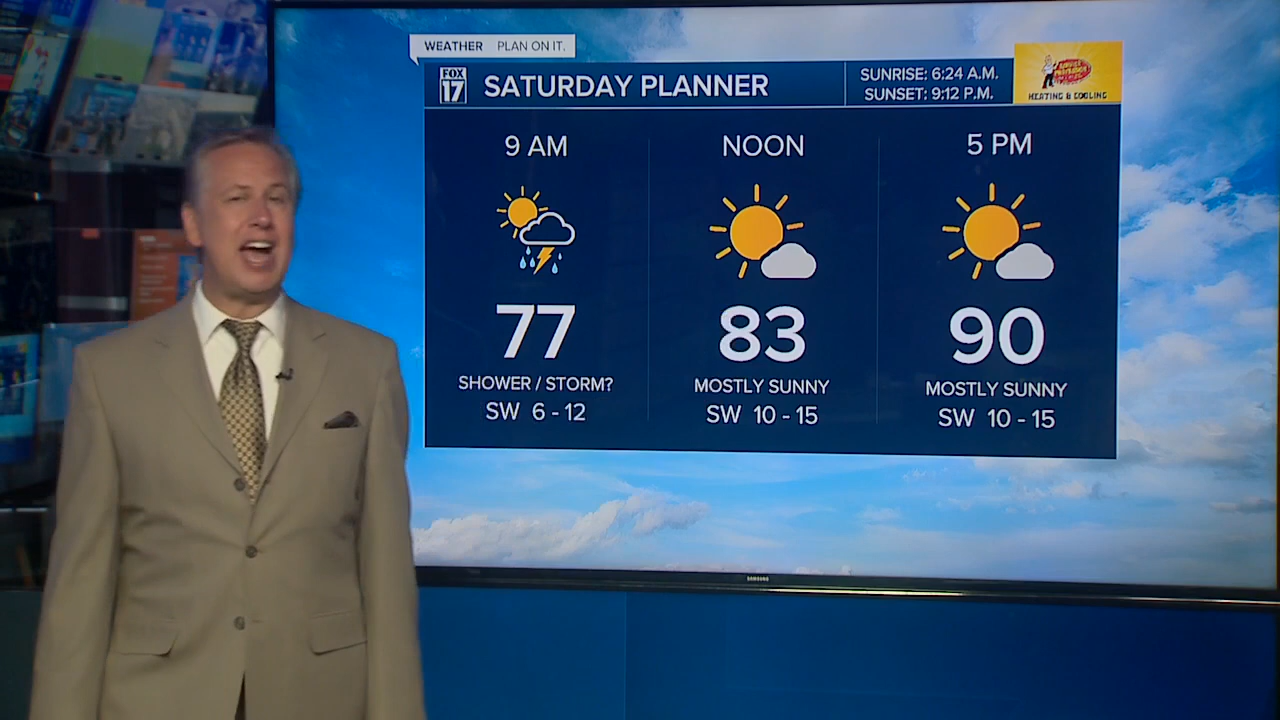 WEATHER PLAN ON IT.
FOX
17
SATURDAY PLANNER
SUNRISE: 6:24 A.M.
SUNSET: 9:12 P.M.
HEATING & COOLING
9 AM
NOON
5 PM
77
83
90
SHOWER / STORM?
MOSTLY SUNNY
MOSTLY SUNNY
SW 6 - 12
SW 10 - 15
SW 10 - 15
SAMSUNG